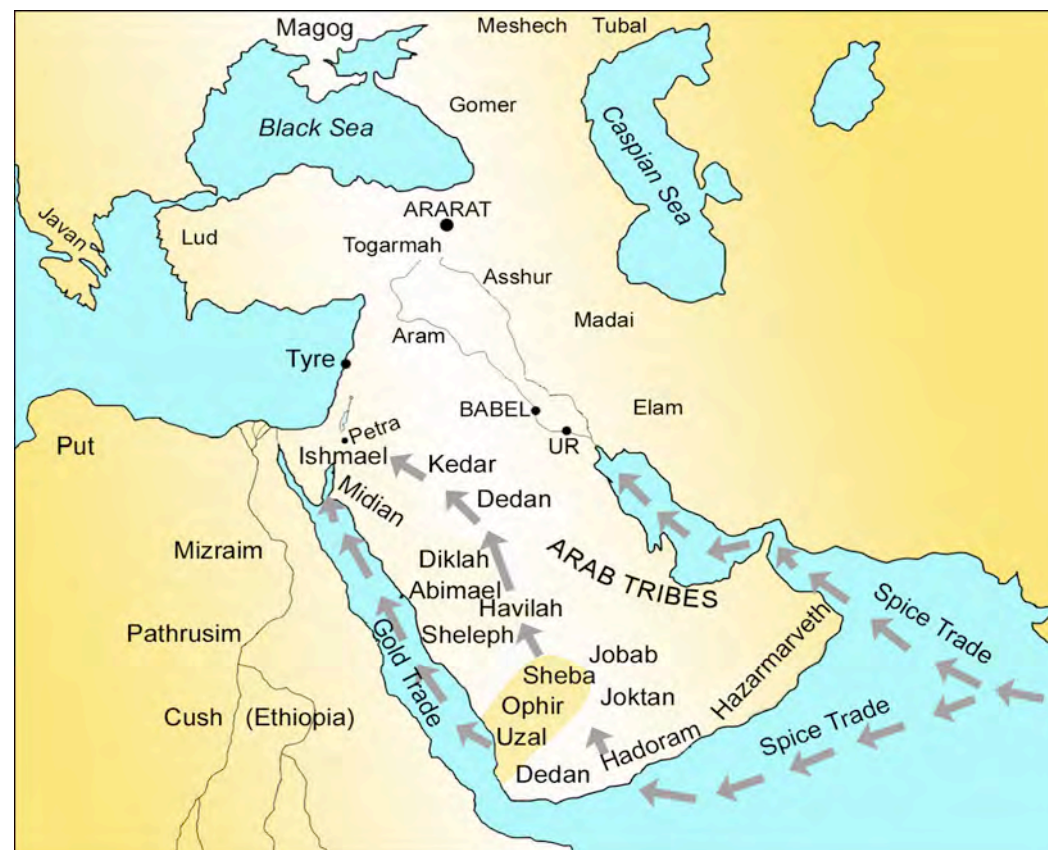 Magog
Meshech
Tubal
Gomer
Black Sea
Caspian Sea
Javan
Lud
ARARAT
Togarmah
Asshur
Aram
Madai
Tyre
BABEL
Elam
Put
Petra
UR
Ishmael
Kedar
Midian
Dedan
Mizraim
Diklah
ARAB TRIBES
Abimael
Havilah
Pathrusim
Sheleph
Gold Trade
Jobab
Hazarmarveth
Spice Trade
Sheba
Cush (Ethiopia)
Ophir
Joktan
Uzal
Hadoram
Spice Trade
Dedan